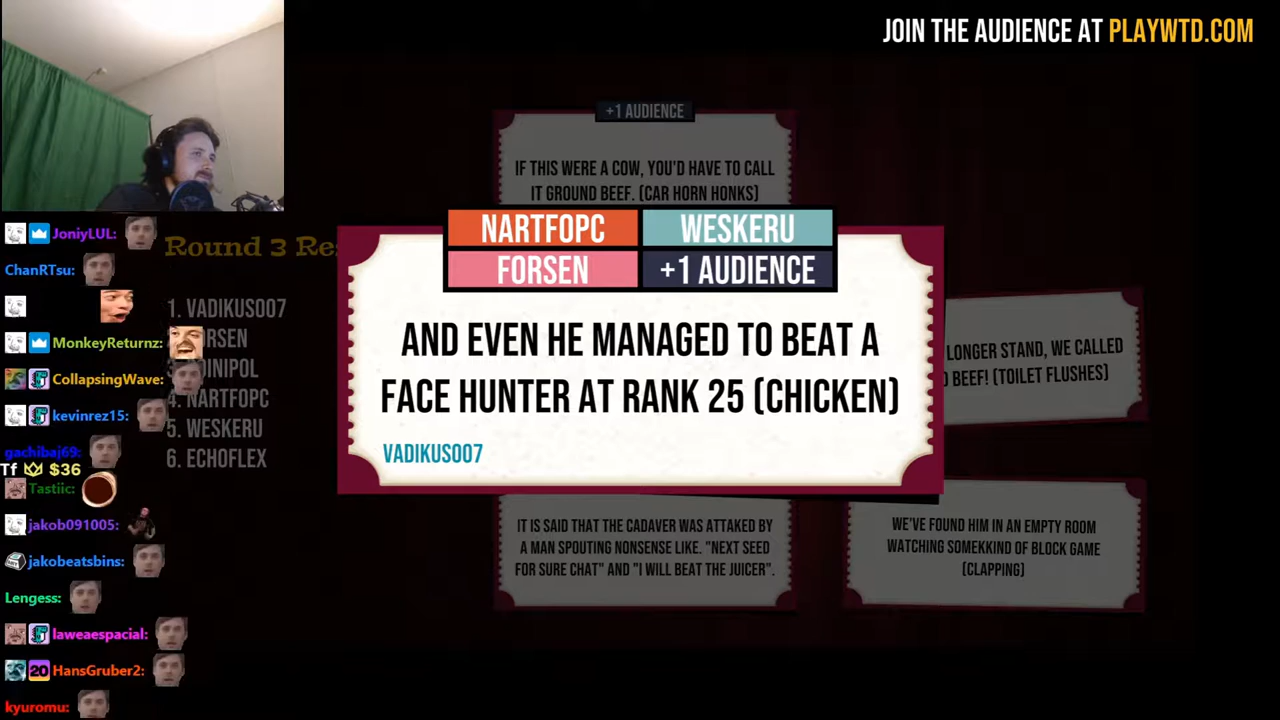 JOIN THE AUDIENCE AT PLAYWTD.COM
+1 AUDIENCE
IF THIS WERE A COW, YOU'D HAVE TO CALL
IT GROUND BEEF. (CAR HORN HONKS)
NARTFOPC
WESKERU
FORSEN
+1 AUDIENCE
AND EVEN HE MANAGED TO BEAT A
FACE HUNTER AT RANK 25 (CHICKEN)
VADIKUS007
LONGER STAND, WE CALLED
BEEF! (TOILET FLUSHES)
IT IS SAID THAT THE CADAVER WAS ATTAKED BY
A MAN SPOUTING NONSENSE LIKE. "NEXT SEED
FOR SURE CHAT" AND "I WILL BEAT THE JUICER".
WE'VE FOUND HIM IN AN EMPTY ROOM
WATCHING SOMEKKIND OF BLOCK GAME
(CLAPPING)
Round 3 Re
1. VADIKUS007
RSEN
INIPOL
4. NARTFOPC
5. WESKERU
6. ECHOFLEX
JoniyLUL:
ChanRTsu:
MonkeyReturnz:
CollapsingWave:
kevinrez15:
gachibaj69:
Tf $36
Tastiic:
jakob091005:
jakobeatsbins:
Lengess:
laweaespacial:
20 HansGruber2:
kyuromu: